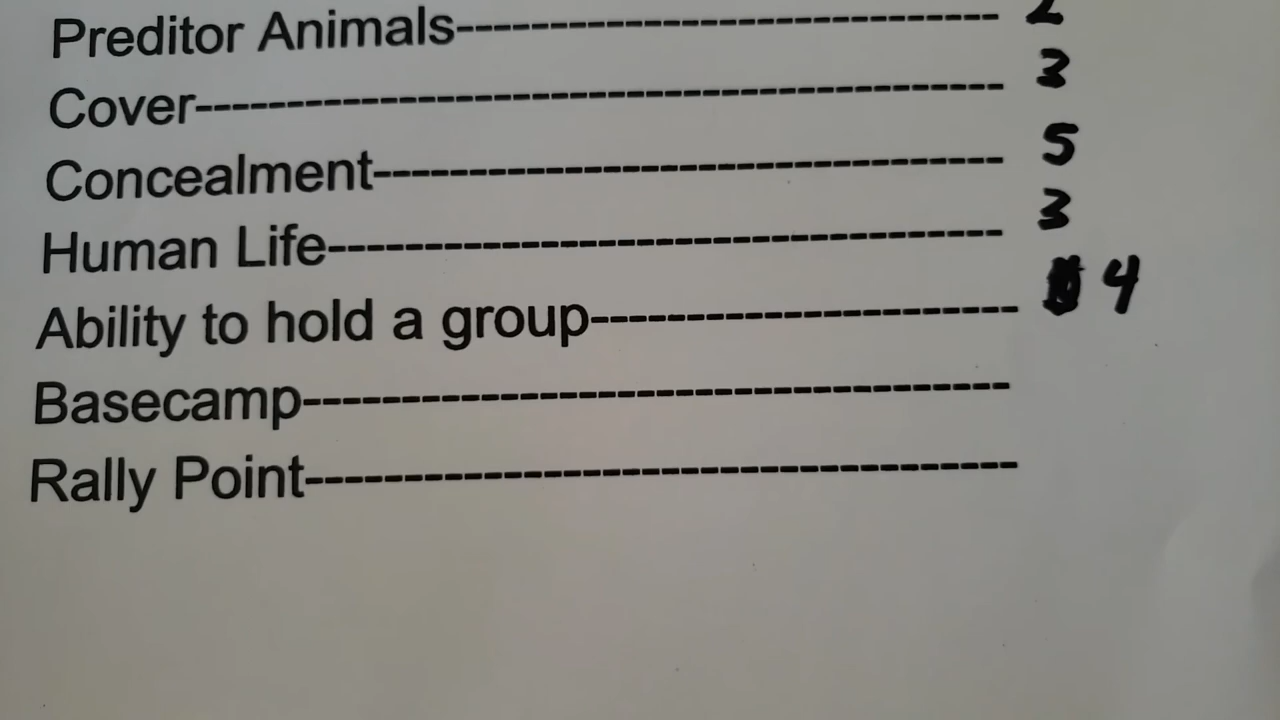 Preditor Animals------------------------------ 2
Cover-------------------------------------------- 3
Concealment---------------------------------- 5
Human Life------------------------------------- 3
Ability to hold a group----------------------- 4
Basecamp--------------------------------------
Rally Point--------------------------------------